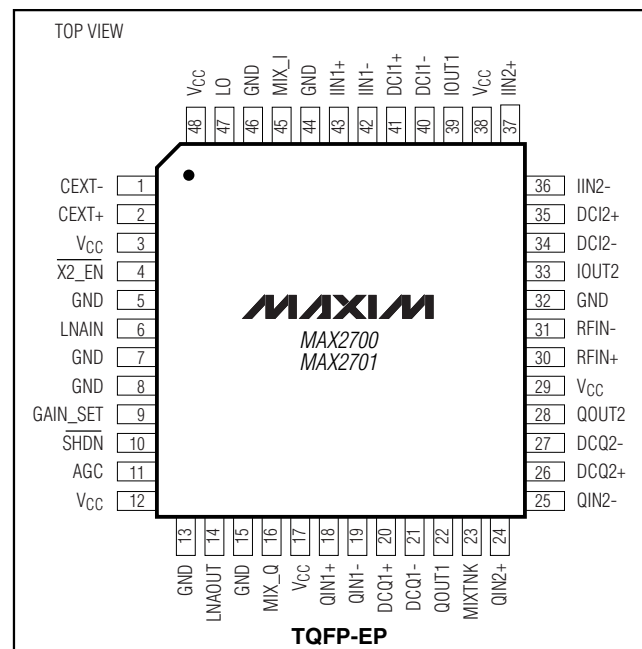 TOP VIEW
VCC
LO
GND
MIX_I
GND
IIN1+
IIN1-
DCI1+
DCI1-
IOUT1
VCC
IIN2+
48
47
46
45
44
43
42
41
40
39
38
37
CEXT- 1
CEXT+ 2
VCC 3
X2_EN 4
GND 5
LNAIN 6
GND 7
GND 8
GAIN_SET 9
SHDN 10
AGC 11
VCC 12
MAXIM
MAX2700
MAX2701
36 IIN2-
35 DCI2+
34 DCI2-
33 IOUT2
32 GND
31 RFIN-
30 RFIN+
29 VCC
28 QOUT2
27 DCQ2-
26 DCQ2+
25 QIN2-
13
14
15
16
17
18
19
20
21
22
23
24
GND
LNAOUT
GND
MIX_Q
VCC
QIN1+
QIN1-
DCQ1+
DCQ1-
QOUT1
MIXTNK
QIN2+
TQFP-EP